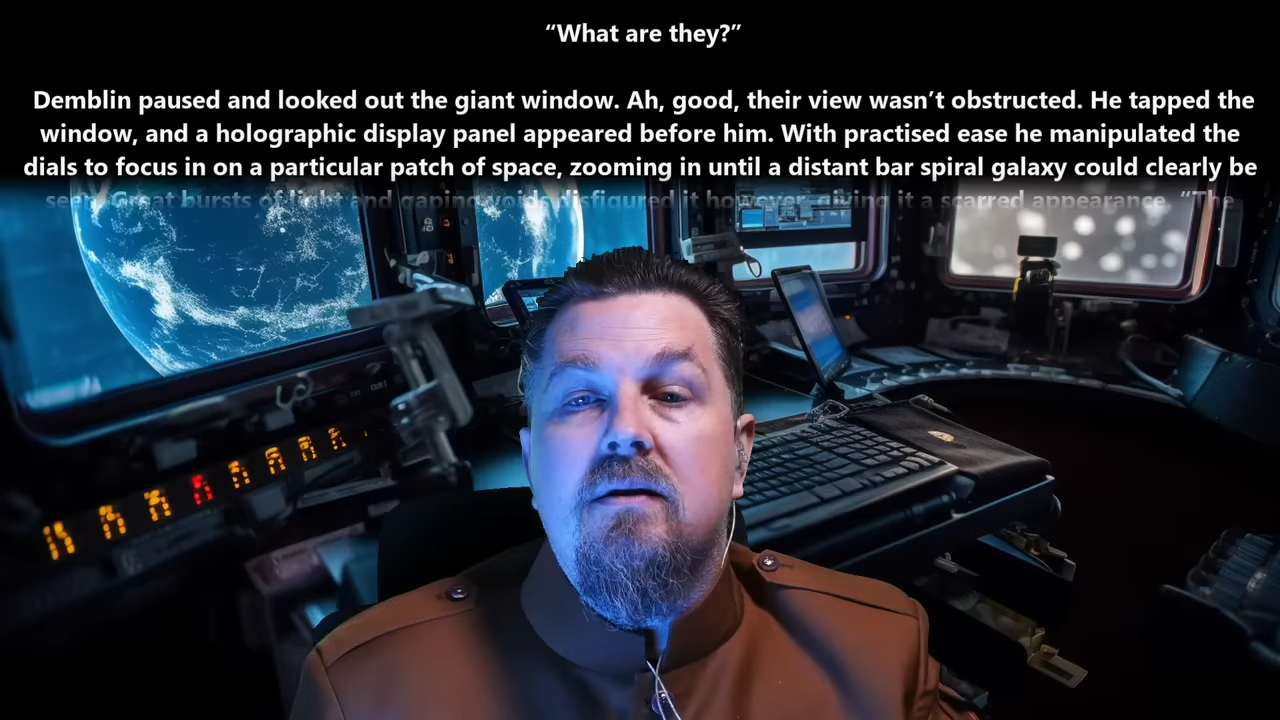 “What are they?”
Demblin paused and looked out the giant window. Ah, good, their view wasn’t obstructed. He tapped the
window, and a holographic display panel appeared before him. With practised ease he manipulated the
dials to focus in on a particular patch of space, zooming in until a distant bar spiral galaxy could clearly be
seen. Great bursts of light and gaping voids disfigured it however, giving it a scarred appearance. “The